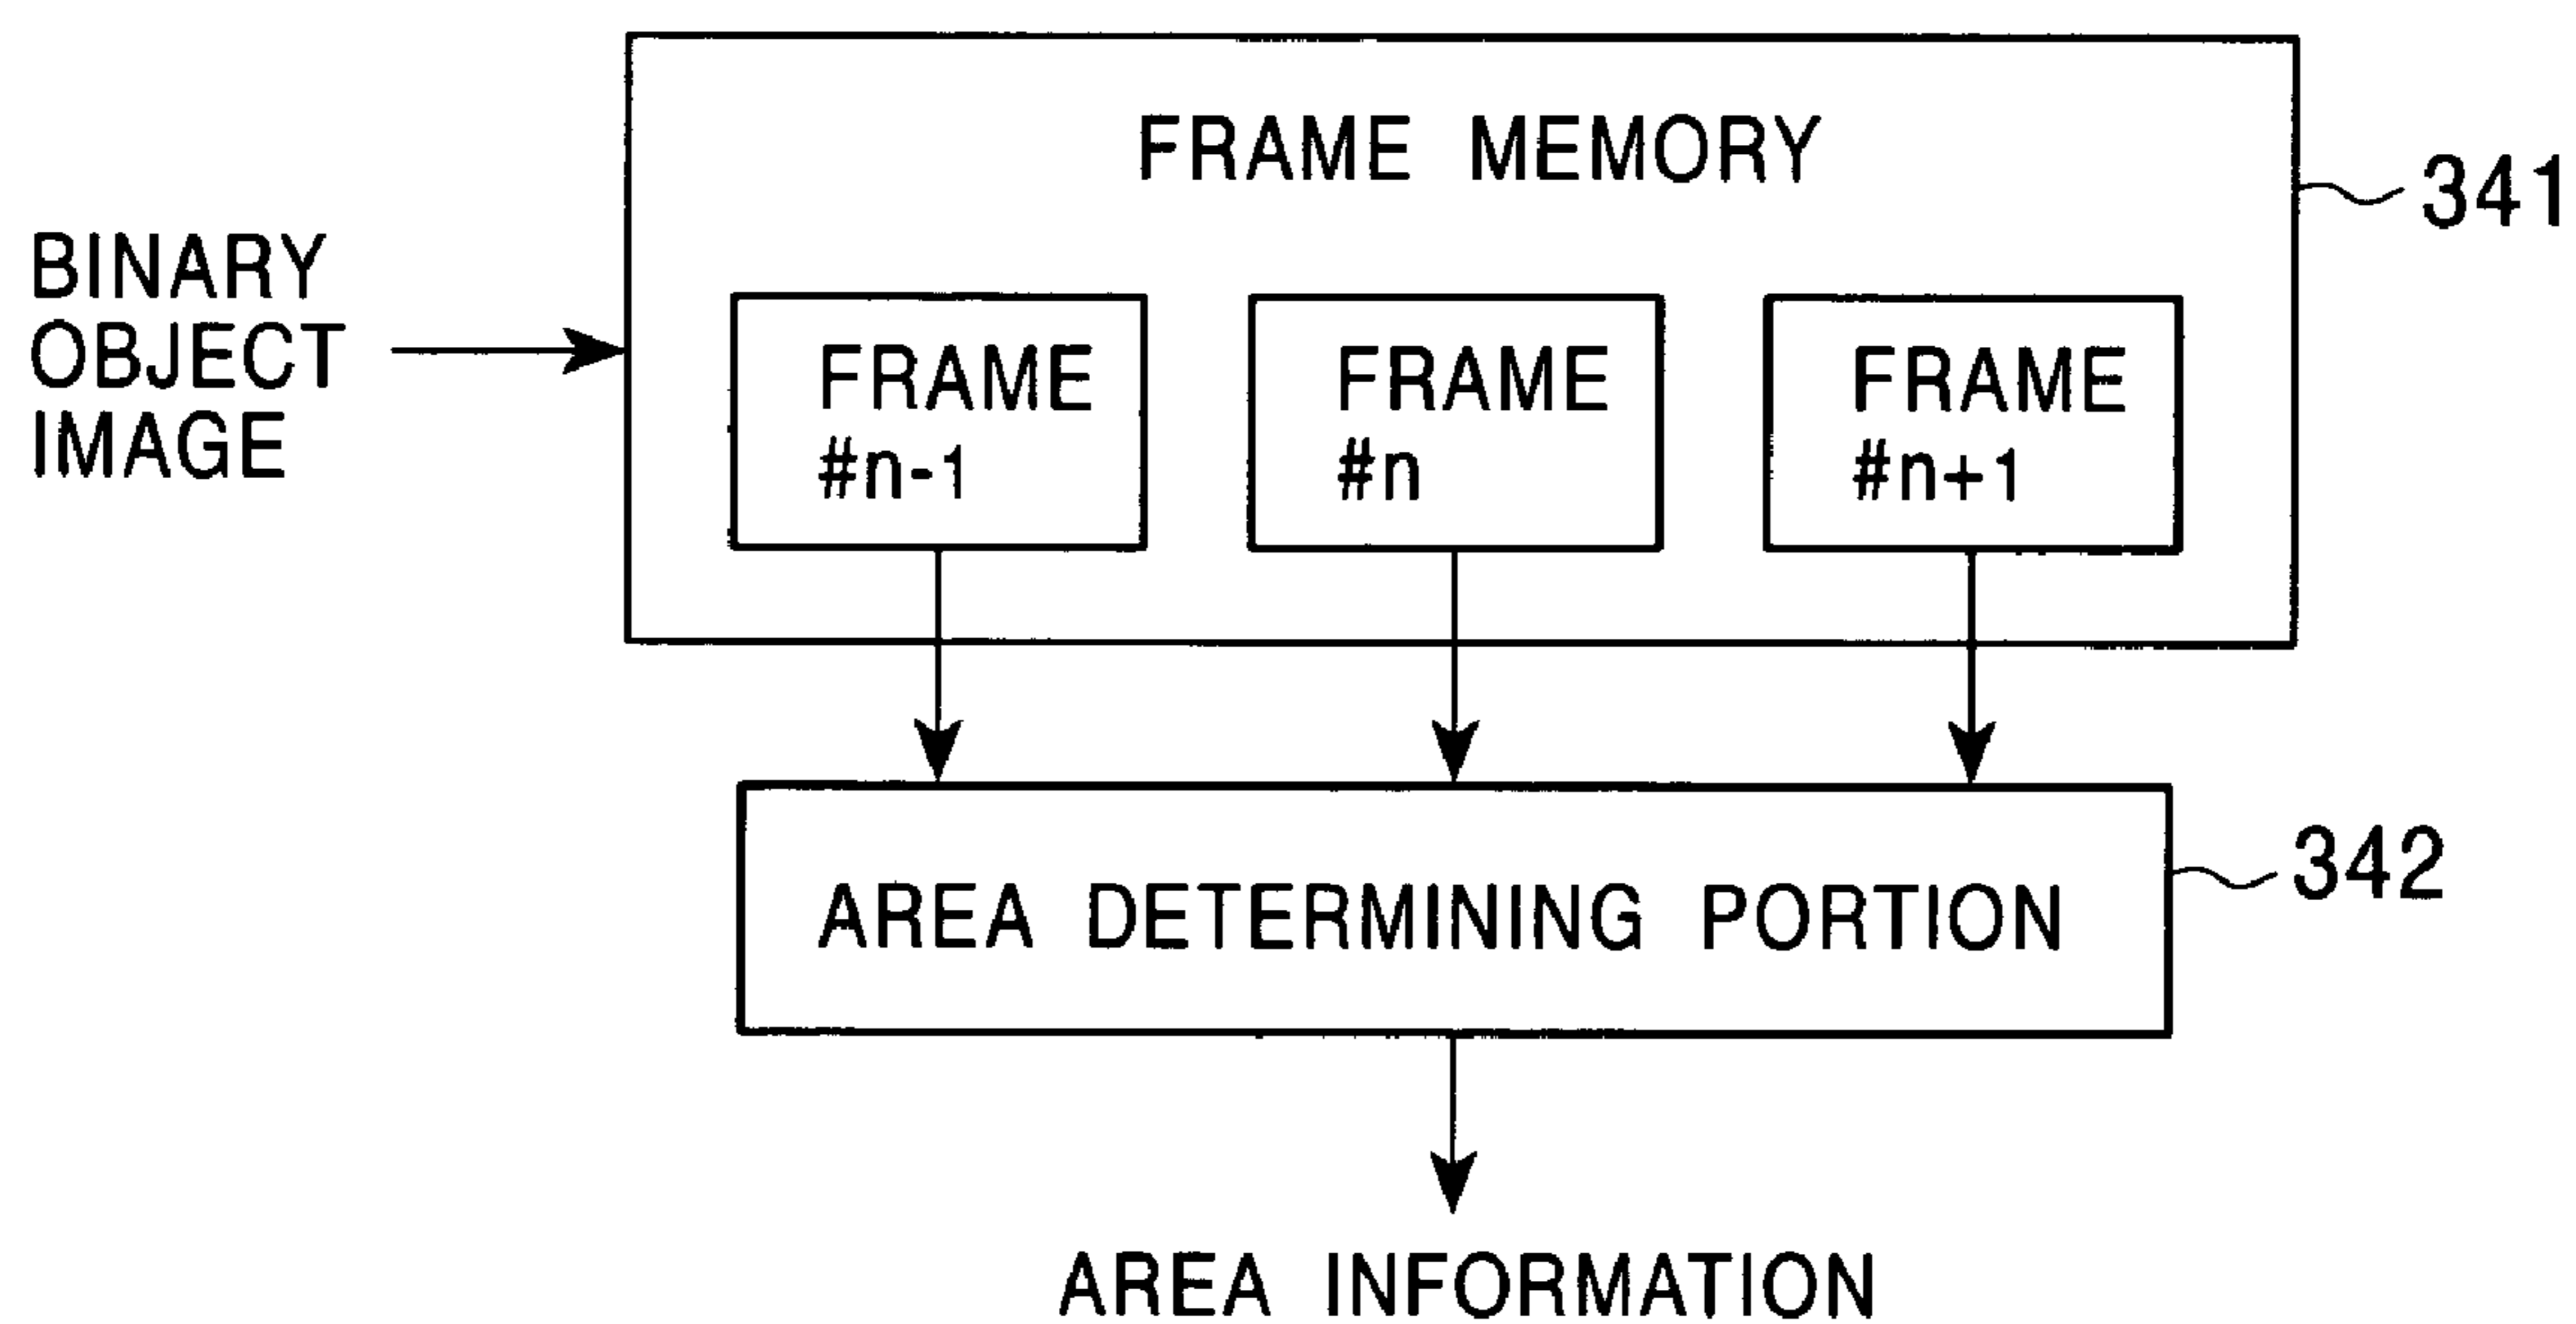 FRAME MEMORY
341
BINARY
OBJECT
IMAGE
FRAME
#n-1
FRAME
#n
FRAME
#n+1
AREA DETERMINING PORTION
342
AREA INFORMATION